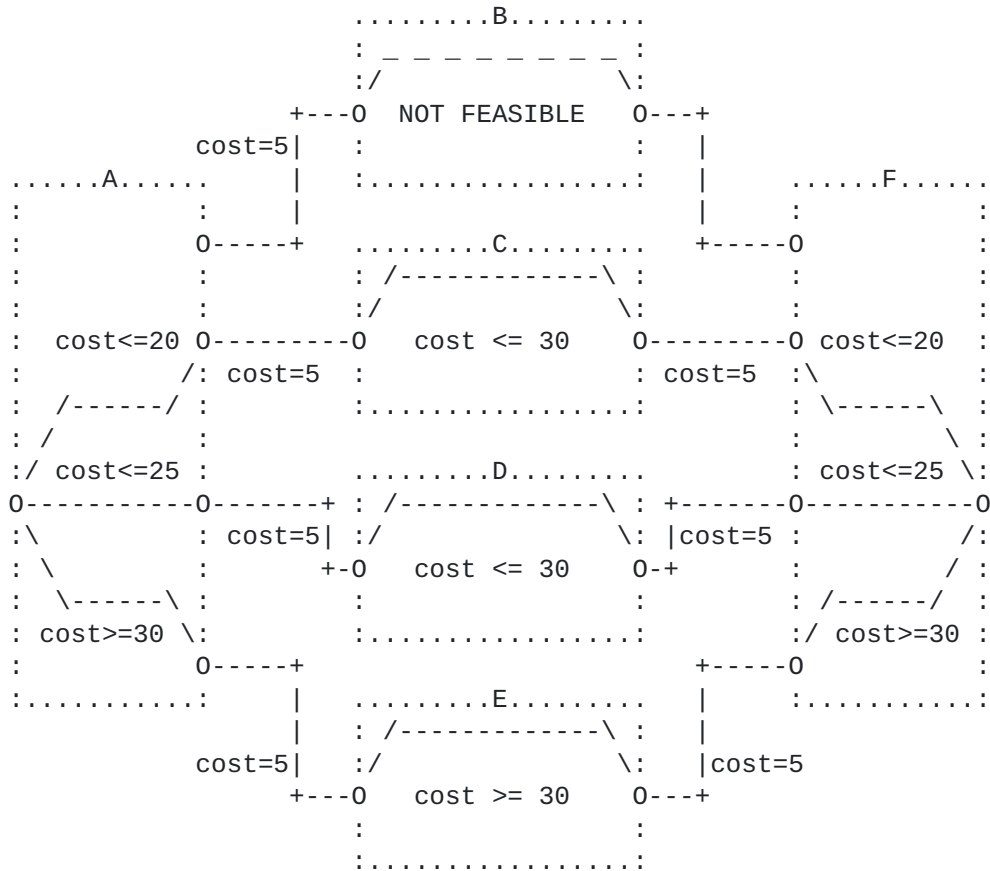 B
NOT FEASIBLE
cost=5
A
F
C
cost<=20
cost <= 30
cost<=20
cost=5
cost=5
cost<=25
D
cost<=25
cost=5
cost=5
cost <= 30
cost>=30
cost>=30
E
cost=5
cost=5
cost >= 30